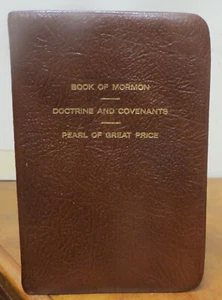 BOOK OF MORMON
DOCTRINE AND COVENANTS
PEARL OF GREAT PRICE